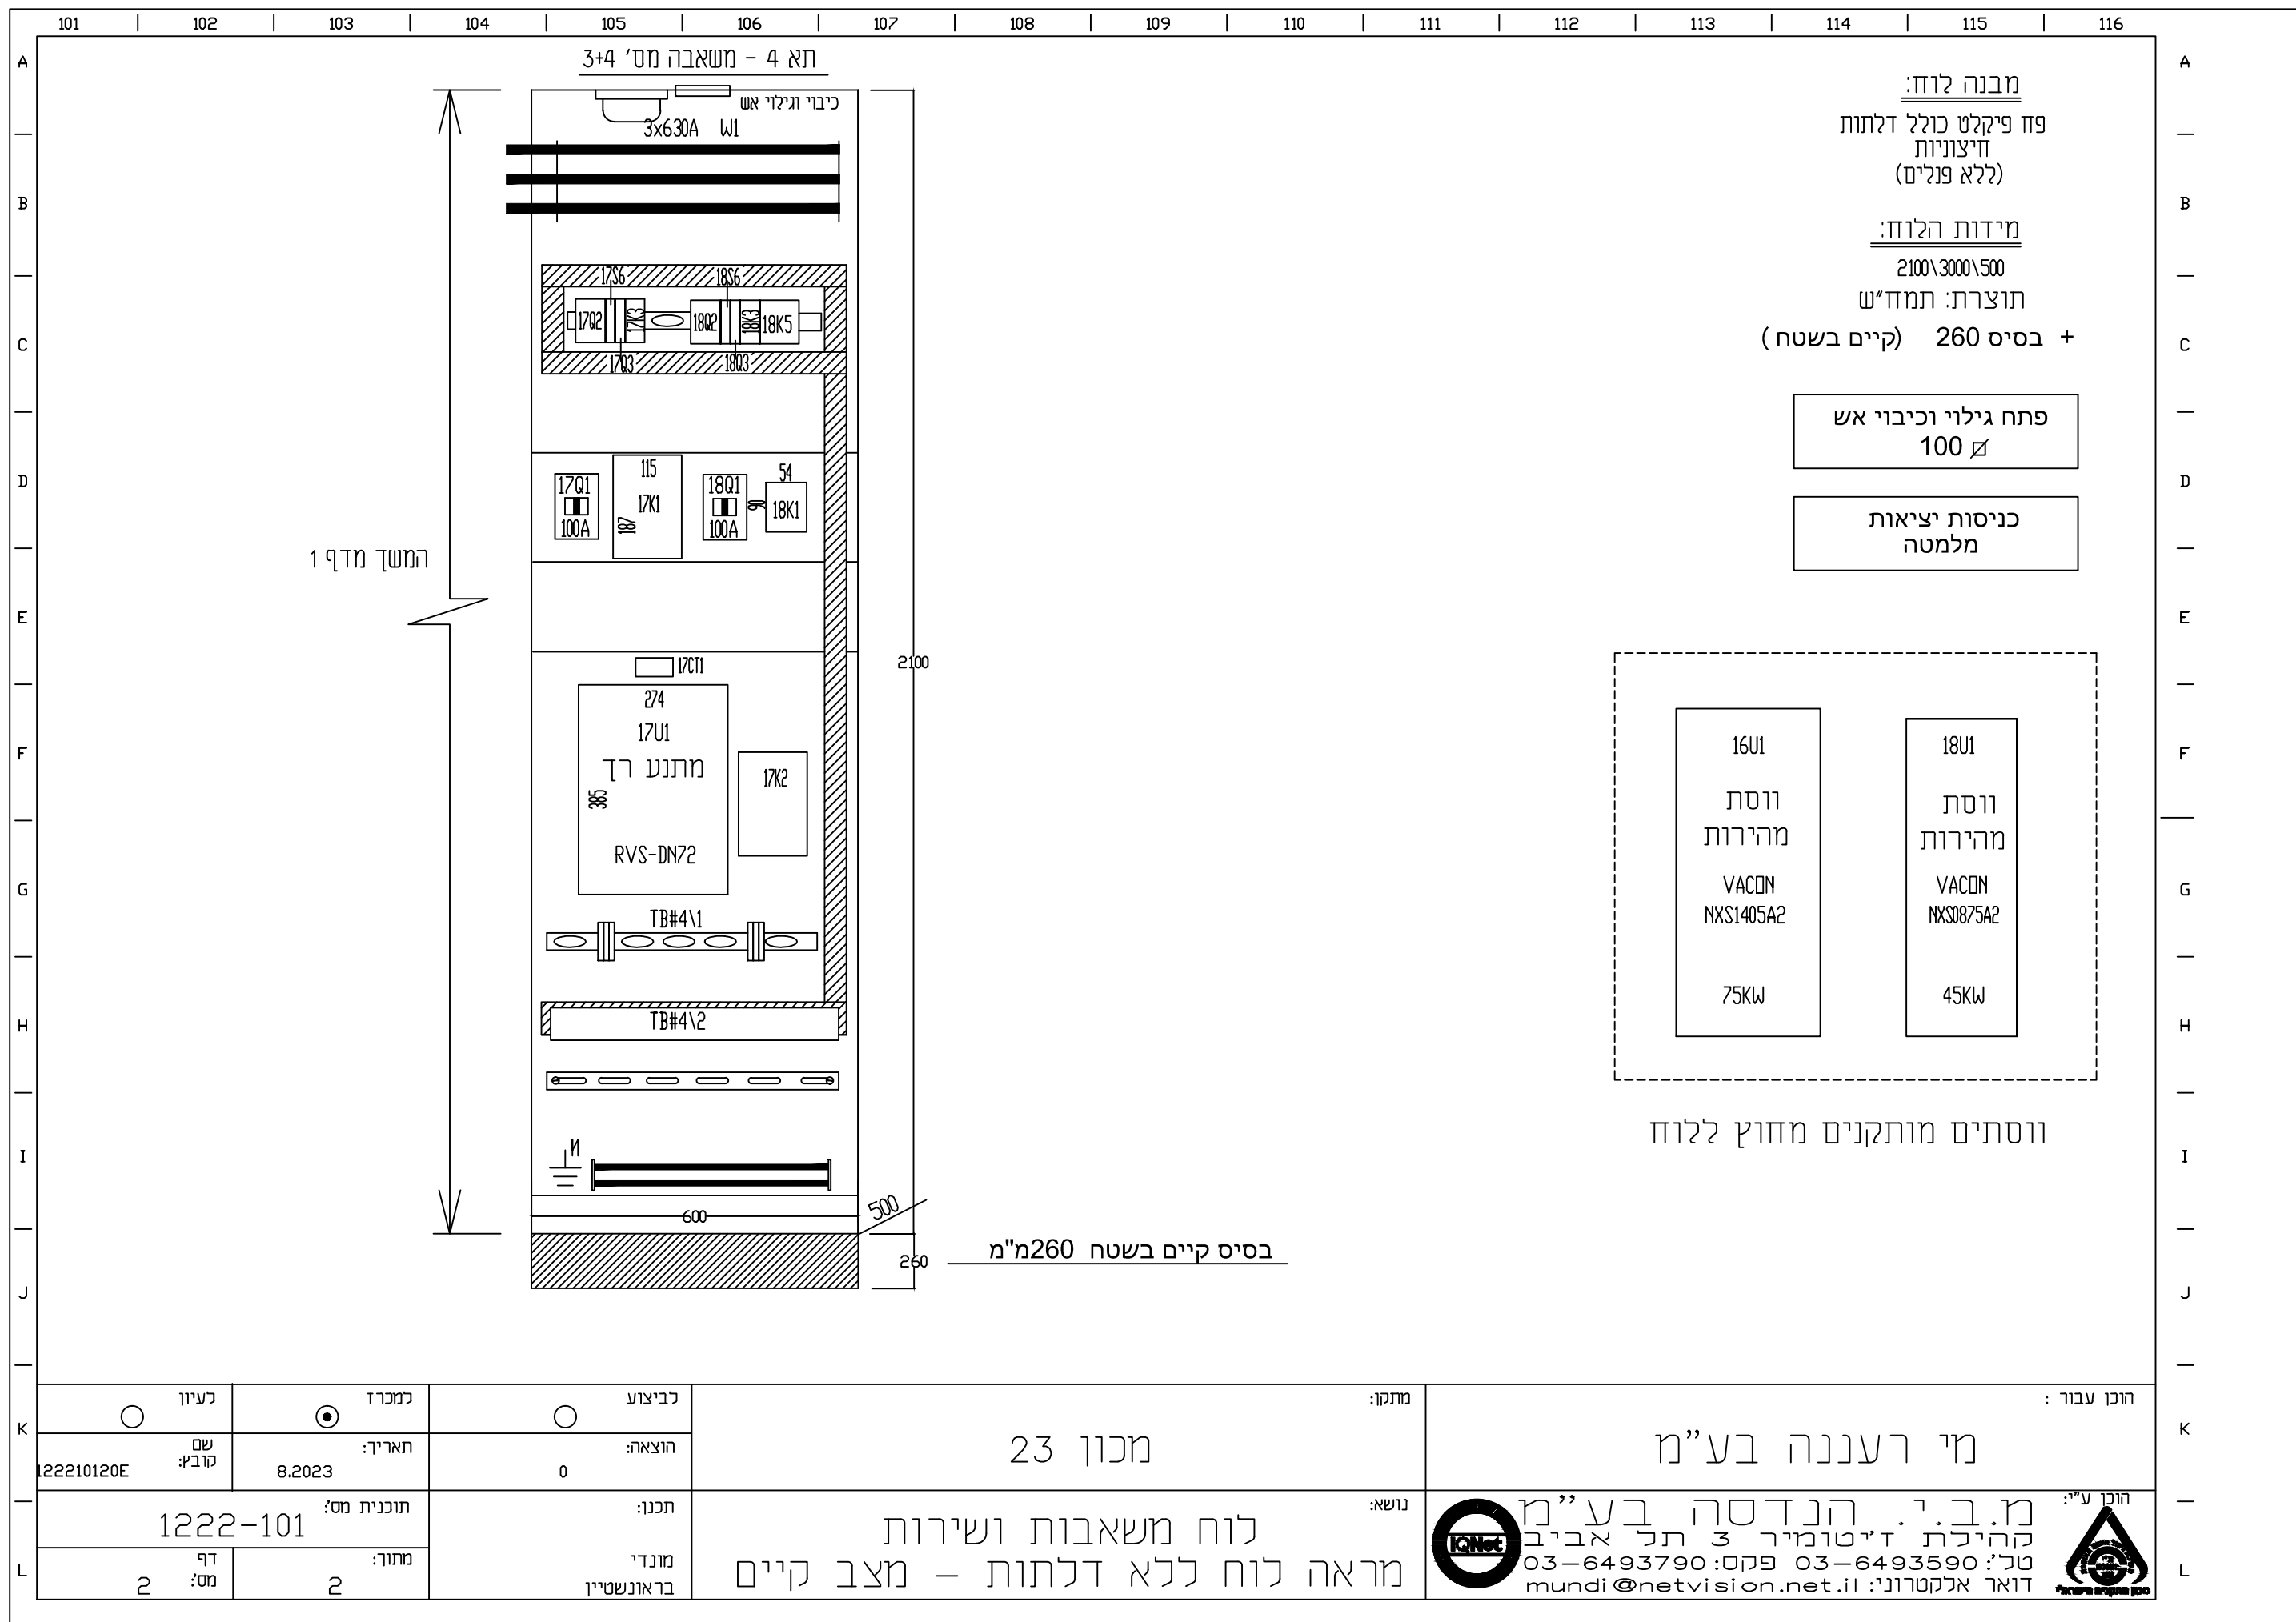 101 102 103 104 105 106 107 108 109 110 111 112 113 114 115 116
A
B
C
D
E
F
G
H
I
J
K
L
A
B
C
D
E
F
G
H
I
J
K
L
תא 4 - משאבה מס' 3+4
כיבוי וגילוי אש
3x630A W1
17S6 18S6
17Q2 17K3 18Q2 18K3 18K5
17Q3 18Q3
17Q1
100A
115
17K1
187
18Q1
100A
90
54
18K1
המשך מדף 1
2100
17CT1
274
17U1
מתנע רך
385
RVS-DN72
17K2
TB#4\1
TB#4\2
N
600
500
260
בסיס קיים בשטח 260מ"מ
מבנה לוח:
פח פיקלט כולל דלתות
חיצוניות
(ללא פנלים)
מידות הלוח:
2100\3000\500
תוצרת: תמח"ש
+ בסיס 260 (קיים בשטח)
פתח גילוי וכיבוי אש
100
כניסות יציאות
מלמטה
16U1
ווסת
מהירות
VACON
NXS1405A2
75KW
18U1
ווסת
מהירות
VACON
NXS0875A2
45KW
ווסתים מותקנים מחוץ ללוח
הוכן עבור :
מי רעננה בע"מ
הוכן ע"י:
מ.ב.י. הנדסה בע"מ
קהילת ז'יטומיר 3 תל אביב
טל': 03-6493590 פקס: 03-6493790
דואר אלקטרוני: mundi@netvision.net.il
IQNet
מכון התקנים הישראלי
מתקן:
מכון 23
נושא:
לוח משאבות ושירות
מראה לוח ללא דלתות - מצב קיים
לביצוע
למכרז
לעיון
הוצאה:
0
תאריך:
8.2023
שם
קובץ:
122210120E
תכנן:
מונדי
בראונשטיין
תוכנית מס':
1222-101
מתוך:
2
דף
מס':
2